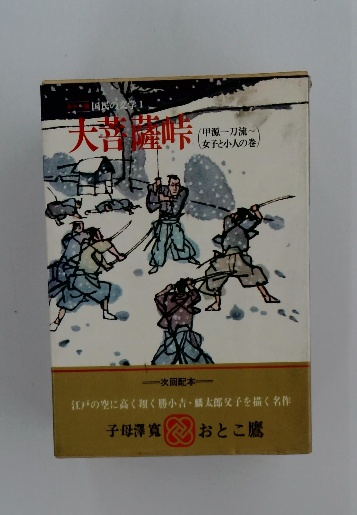 国民の文学1
大菩薩峠
甲源一刀流〜
女子と小人の巻
次回配本
江戸の空に高く翔く勝小吉・麟太郎父子を描く名作
子母澤寛 おとこ鷹